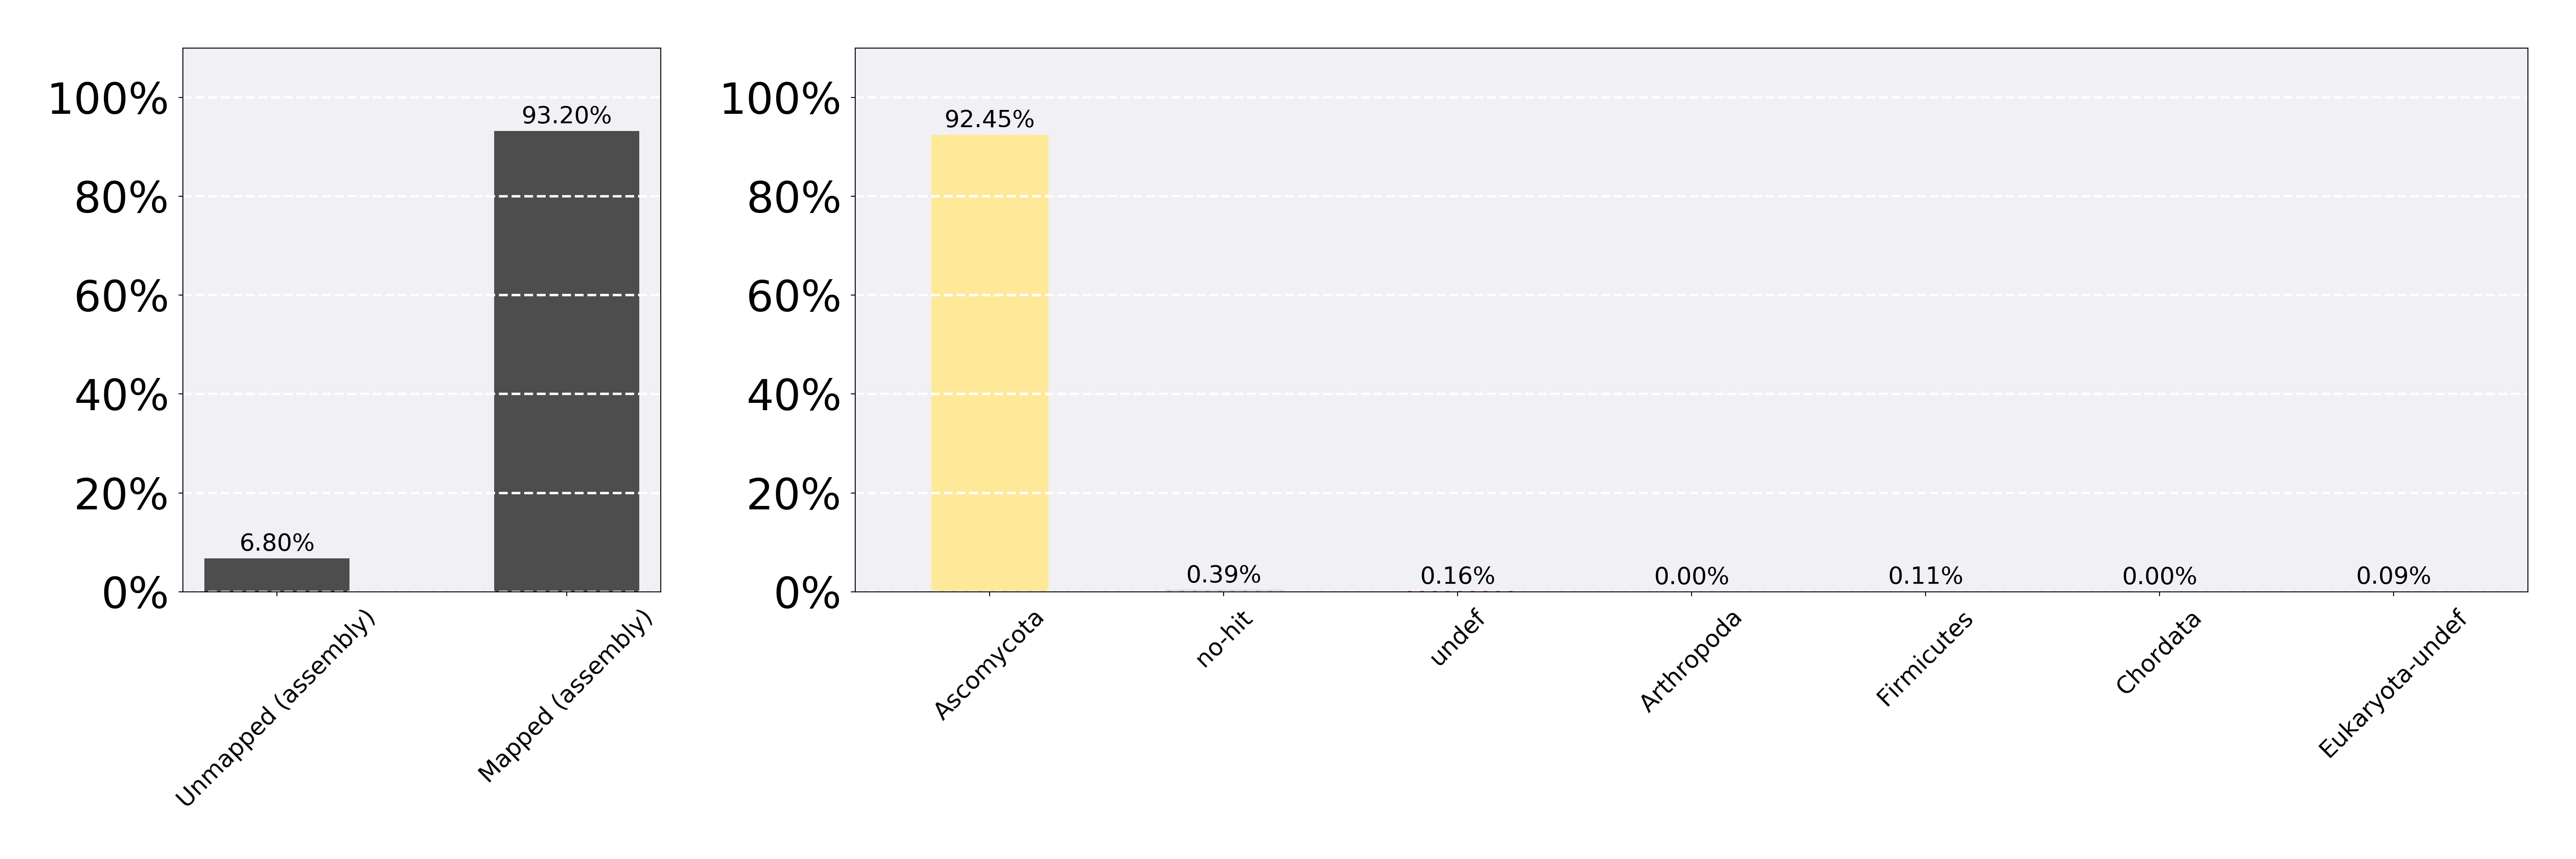 100%
80%
60%
40%
20%
0%
6.80%
93.20%
Unmapped (assembly)
Mapped (assembly)
100%
80%
60%
40%
20%
0%
92.45%
0.39%
0.16%
0.00%
0.11%
0.00%
0.09%
Ascomycota
no-hit
undef
Arthropoda
Firmicutes
Chordata
Eukaryota-undef